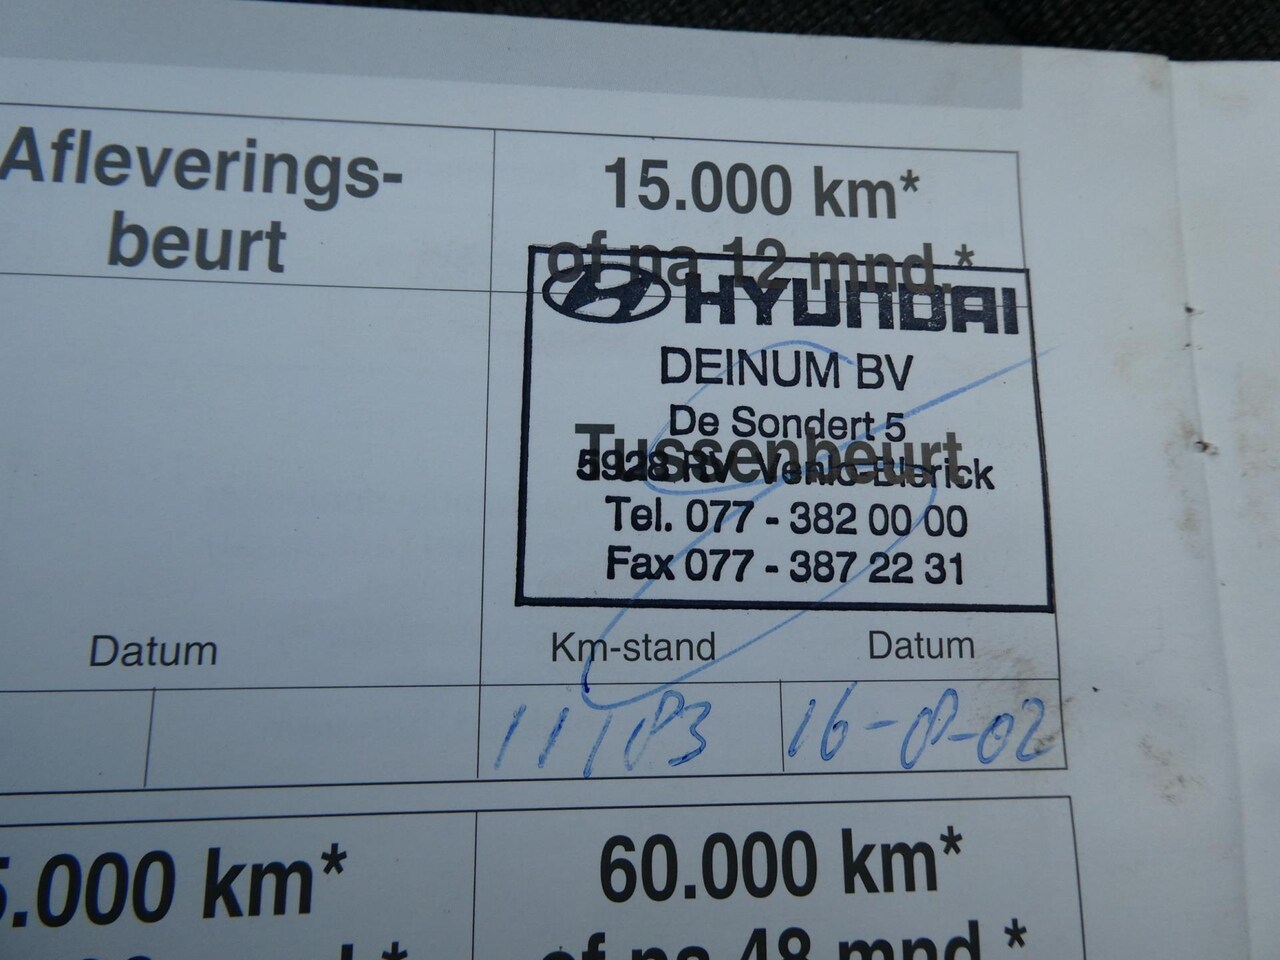 Afleverings-
beurt
15.000 km*
of na 12 mnd.*
HYUNDAI
DEINUM BV
De Sondert 5
Tussenbeurt
5928 RV Venlo-Blerick
Tel. 077 - 382 00 00
Fax 077 - 387 22 31
Datum
Km-stand Datum
11783 16-8-02
5.000 km*
60.000 km*
of na 48 mnd.*